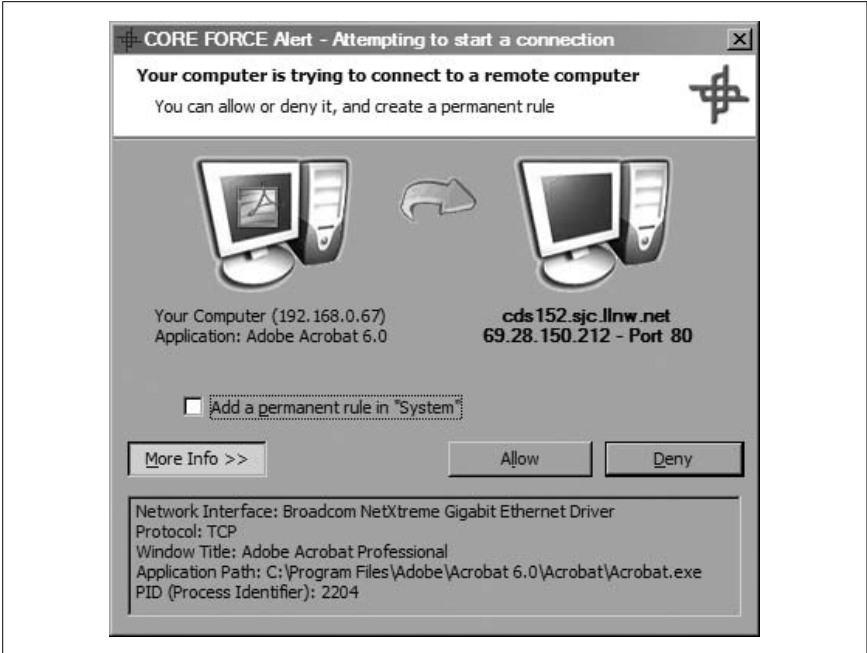 CORE FORCE Alert - Attempting to start a connection
Your computer is trying to connect to a remote computer
You can allow or deny it, and create a permanent rule
Your Computer (192.168.0.67)
Application: Adobe Acrobat 6.0
cds152.sjc.llnw.net
69.28.150.212 - Port 80
Add a permanent rule in "System"
More Info >>
Allow
Deny
Network Interface: Broadcom NetXtreme Gigabit Ethernet Driver
Protocol: TCP
Window Title: Adobe Acrobat Professional
Application Path: C:\Program Files\Adobe\Acrobat 6.0\Acrobat\Acrobat.exe
PID (Process Identifier): 2204